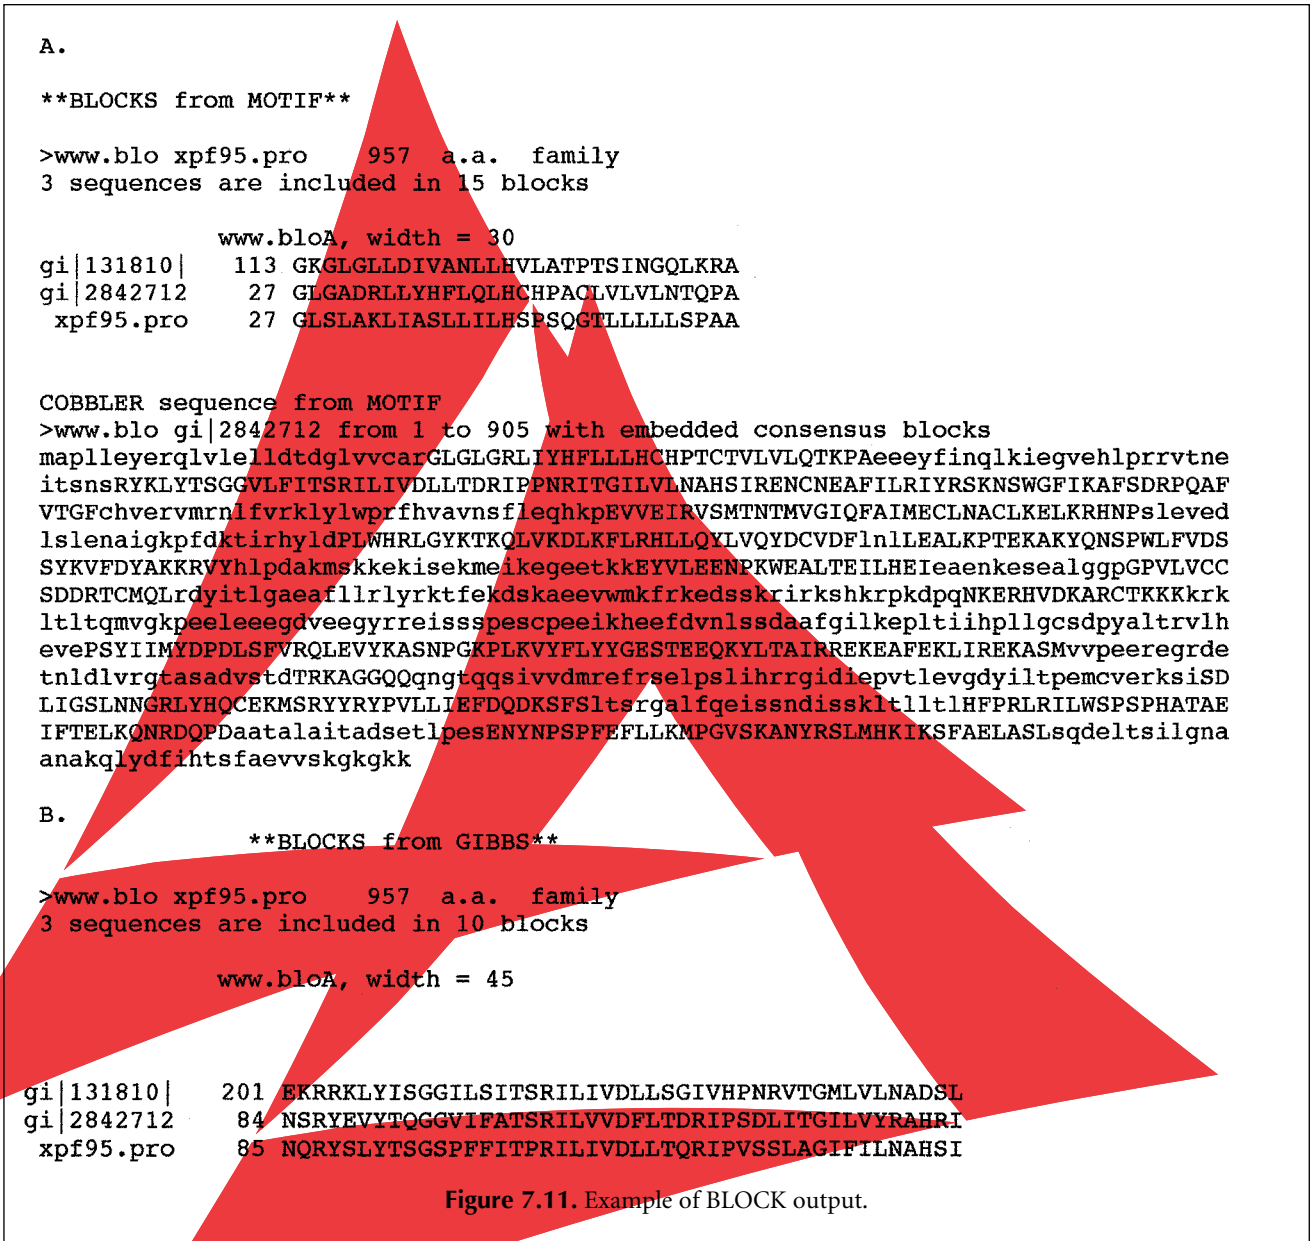 A.
**BLOCKS from MOTIF**
>www.blo xpf95.pro 957 a.a. family
3 sequences are included in 15 blocks
www.bloA, width = 30
gi|131810| 113 GKGLGLLDIVANLLHVLATPTSINGQLKRA
gi|2842712 27 GLGADRLLYHFLQLHCHPACLVLVLNTQPA
xpf95.pro 27 GLSLAKLIASLLILHSPSQGTLLLLLSPAA
COBBLER sequence from MOTIF
>www.blo gi|2842712 from 1 to 905 with embedded consensus blocks
maplleyerqlvlelldtdglvvcarGLGLGRLIYHFLLLHCHPTCTVLVLQTKPAeeeyfinqlkiegvehlprrvtne
itsnsRYKLYTSGGVLFITSRILIVDLLTDRIPPNRITGILVLNAHSIRENCNEAFILRIYRSKNSWGFIKAFSDRPQAF
VTGFchvervmrnlfvrklylwprfhvavnsfleqhkpEVVEIRVSMTNTMVGIQFAIMECLNACLKELKRHNPsleved
lslenaigkpfdktirhyldPLWHRLGYKTKQLVKDLKFLRHLLQYLVQYDCVDFlnlLEALKPTEKAKYQNSPWLFVDS
SYKVFDYAKKRVYhlpdakmskkekisekmeikegeetkkEYVLEENPKWEALTEILHEIeaenkesealggpGPVLVCC
SDDRTCMQLrdyitlgaeafllrlyrktfekdskaeevwmkfrkedsskrirkshkrpkdpqNKERHVDKARCTKKKkrk
ltltqmvgkpeeleeegdveegyrreissspescpeeikheefdvnlssdaafgilkepltiihpllgcsdpyaltrvlh
evePSYIIMYDPDLSFVRQLEVYKASNPGKPLKVYFLYYGESTEEQKYLTAIRREKEAFEKLIREKASMvvpeeregrde
tnldlvrgtasadvstdTRKAGGQQqngtqqsivvdmrefrselpslihrrgidiepvtlevgdyiltpemcverksiSD
LIGSLNNGRLYHQCEKMSRYYRYPVLLIEFDQDKSFSltsrgalfqeissndisskltlltlHFPRLRILWSPSPHATAE
IFTELKQNRDQPDaatalaitadsetlpesENYNPSPFEFLLKMPGVSKANYRSLMHKIKSFAELASLsqdeltsilgna
anakqlydfihtsfaevvskgkgkk
B.
**BLOCKS from GIBBS**
>www.blo xpf95.pro 957 a.a. family
3 sequences are included in 10 blocks
www.bloA, width = 45
gi|131810| 201 EKRRKLYISGGILSITSRILIVDLLSGIVHPNRVTGMLVLNADSL
gi|2842712 84 NSRYEVYTQGGVIFATSRILVVDFLTDRIPSDLITGILVYRAHRI
xpf95.pro 85 NQRYSLYTSGSPFFITPRILIVDLLTQRIPVSSLAGIFILNAHSI
Figure 7.11. Example of BLOCK output.